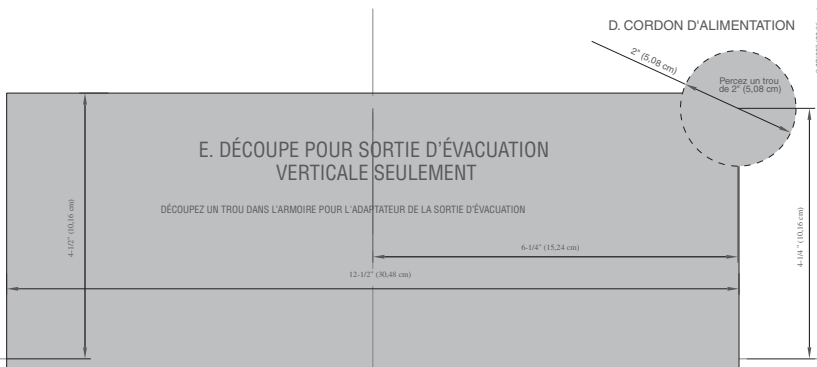 D. CORDON D'ALIMENTATION
2" (5,08 cm)
Percez un trou
de 2" (5,08 cm)
E. DÉCOUPE POUR SORTIE D'ÉVACUATION
VERTICALE SEULEMENT
DÉCOUPEZ UN TROU DANS L'ARMOIRE POUR L'ADAPTATEUR DE LA SORTIE D'ÉVACUATION
4-1/2" (10,16 cm)
6-1/4" (15,24 cm)
4-1/4 " (10,16 cm)
12-1/2" (30,48 cm)